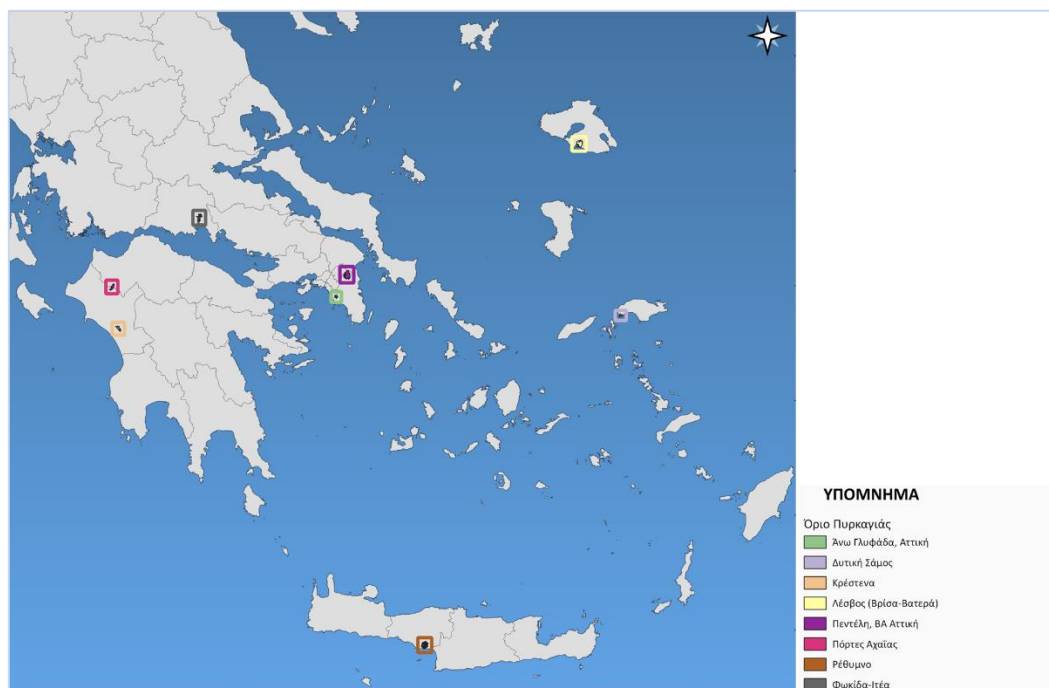 ΥΠΟΜΝΗΜΑ
Όριο Πυρκαγιάς
Άνω Γλυφάδα, Αττική
Δυτική Σάμος
Κρέστενα
Λέσβος (Βρίσα-Βατερά)
Πεντέλη, ΒΑ Αττική
Πόρτες Αχαΐας
Ρέθυμνο
Φωκίδα-Ιτέα